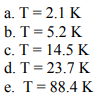 a. T = 2.1 K
b. T = 5.2 K
c. T = 14.5 K
d. T = 23.7 K
e. T = 88.4 K